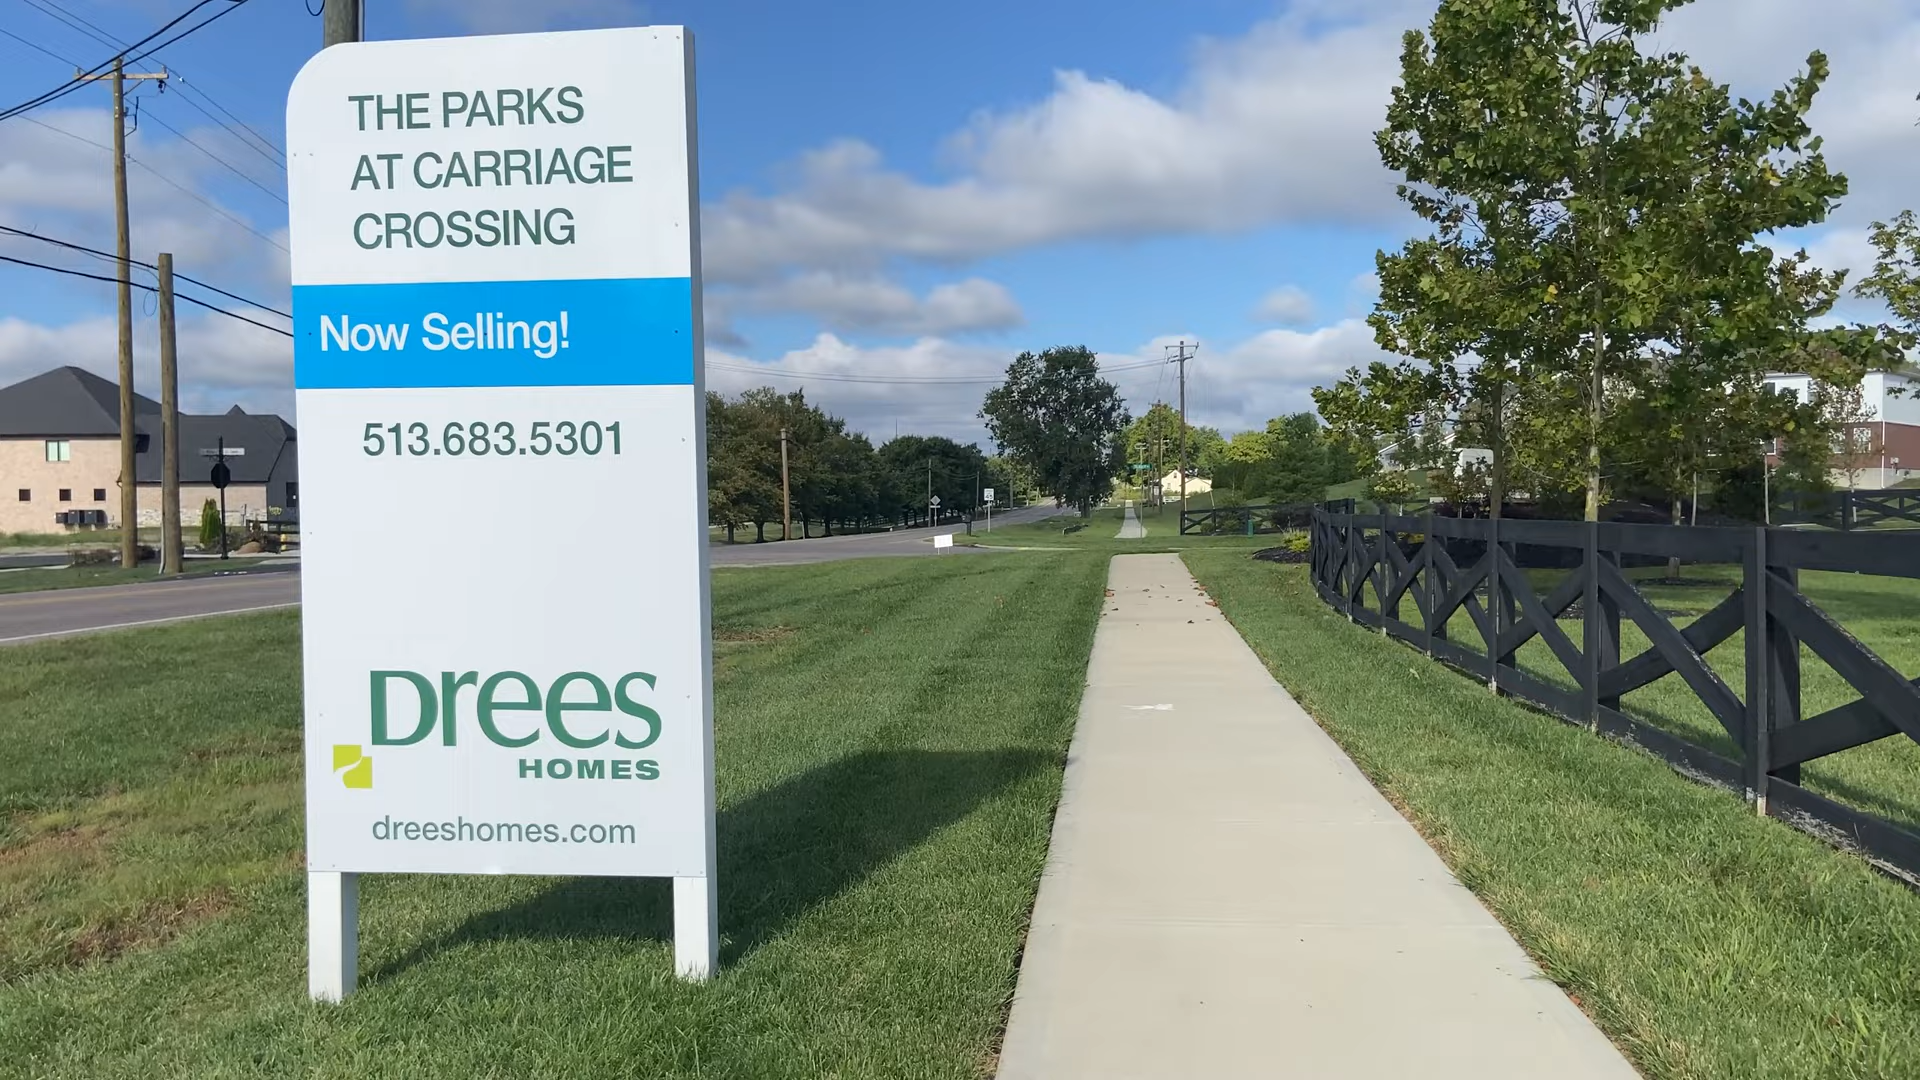 THE PARKS
AT CARRIAGE
CROSSING
Now Selling!
513.683.5301
Drees
HOMES
dreeshomes.com